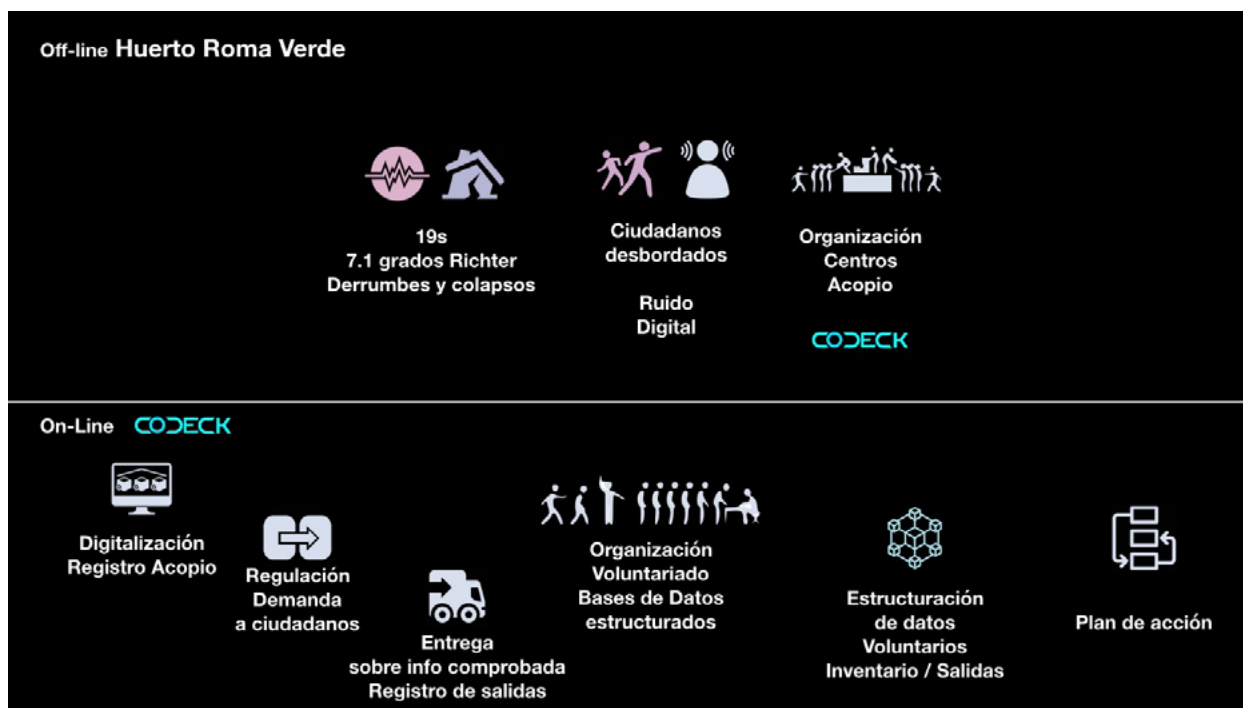 Off-line Huerto Roma Verde
19s
7.1 grados Richter
Derrumbes y colapsos
Ciudadanos
desbordados
Ruido
Digital
Organización
Centros
Acopio
CODECK
On-Line CODECK
Digitalización
Registro Acopio
Regulación
Demanda
a ciudadanos
Entrega
sobre info comprobada
Registro de salidas
Organización
Voluntariado
Bases de Datos
estructurados
Estructuración
de datos
Voluntarios
Inventario / Salidas
Plan de acción